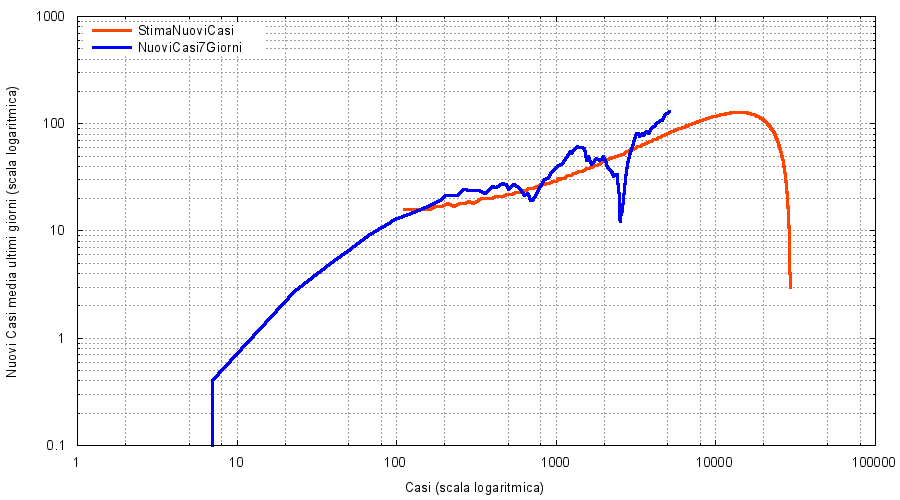 1000
StimaNuoviCasi
NuoviCasi7Giorni
100
10
1
0.1
1 10 100 1000 10000 100000
Nuovi Casi media ultimi giorni (scala logaritmica)
Casi (scala logaritmica)